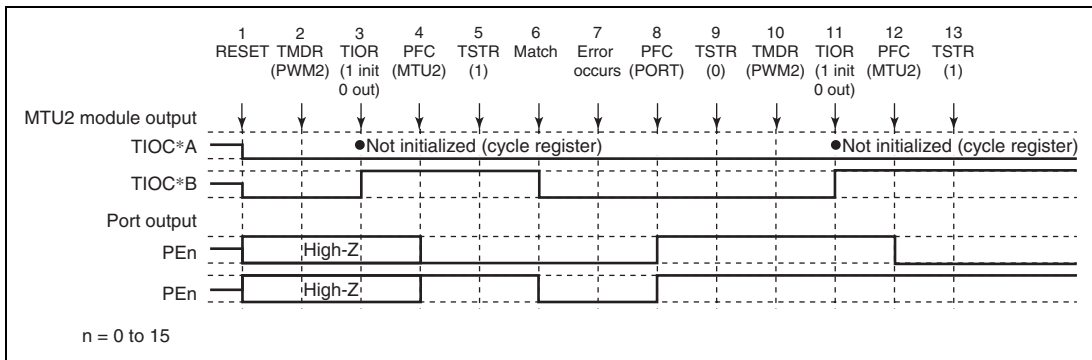 1 2 3 4 5 6 7 8 9 10 11 12 13
RESET TMDR TIOR PFC TSTR Match Error PFC TSTR TMDR TIOR PFC TSTR
(PWM2) (1 init (MTU2) (1) occurs (PORT) (0) (PWM2) (1 init (MTU2) (1)
0 out) 0 out)
MTU2 module output
TIOC*A ●Not initialized (cycle register) ●Not initialized (cycle register)
TIOC*B
Port output
PEn High-Z
PEn High-Z
n = 0 to 15